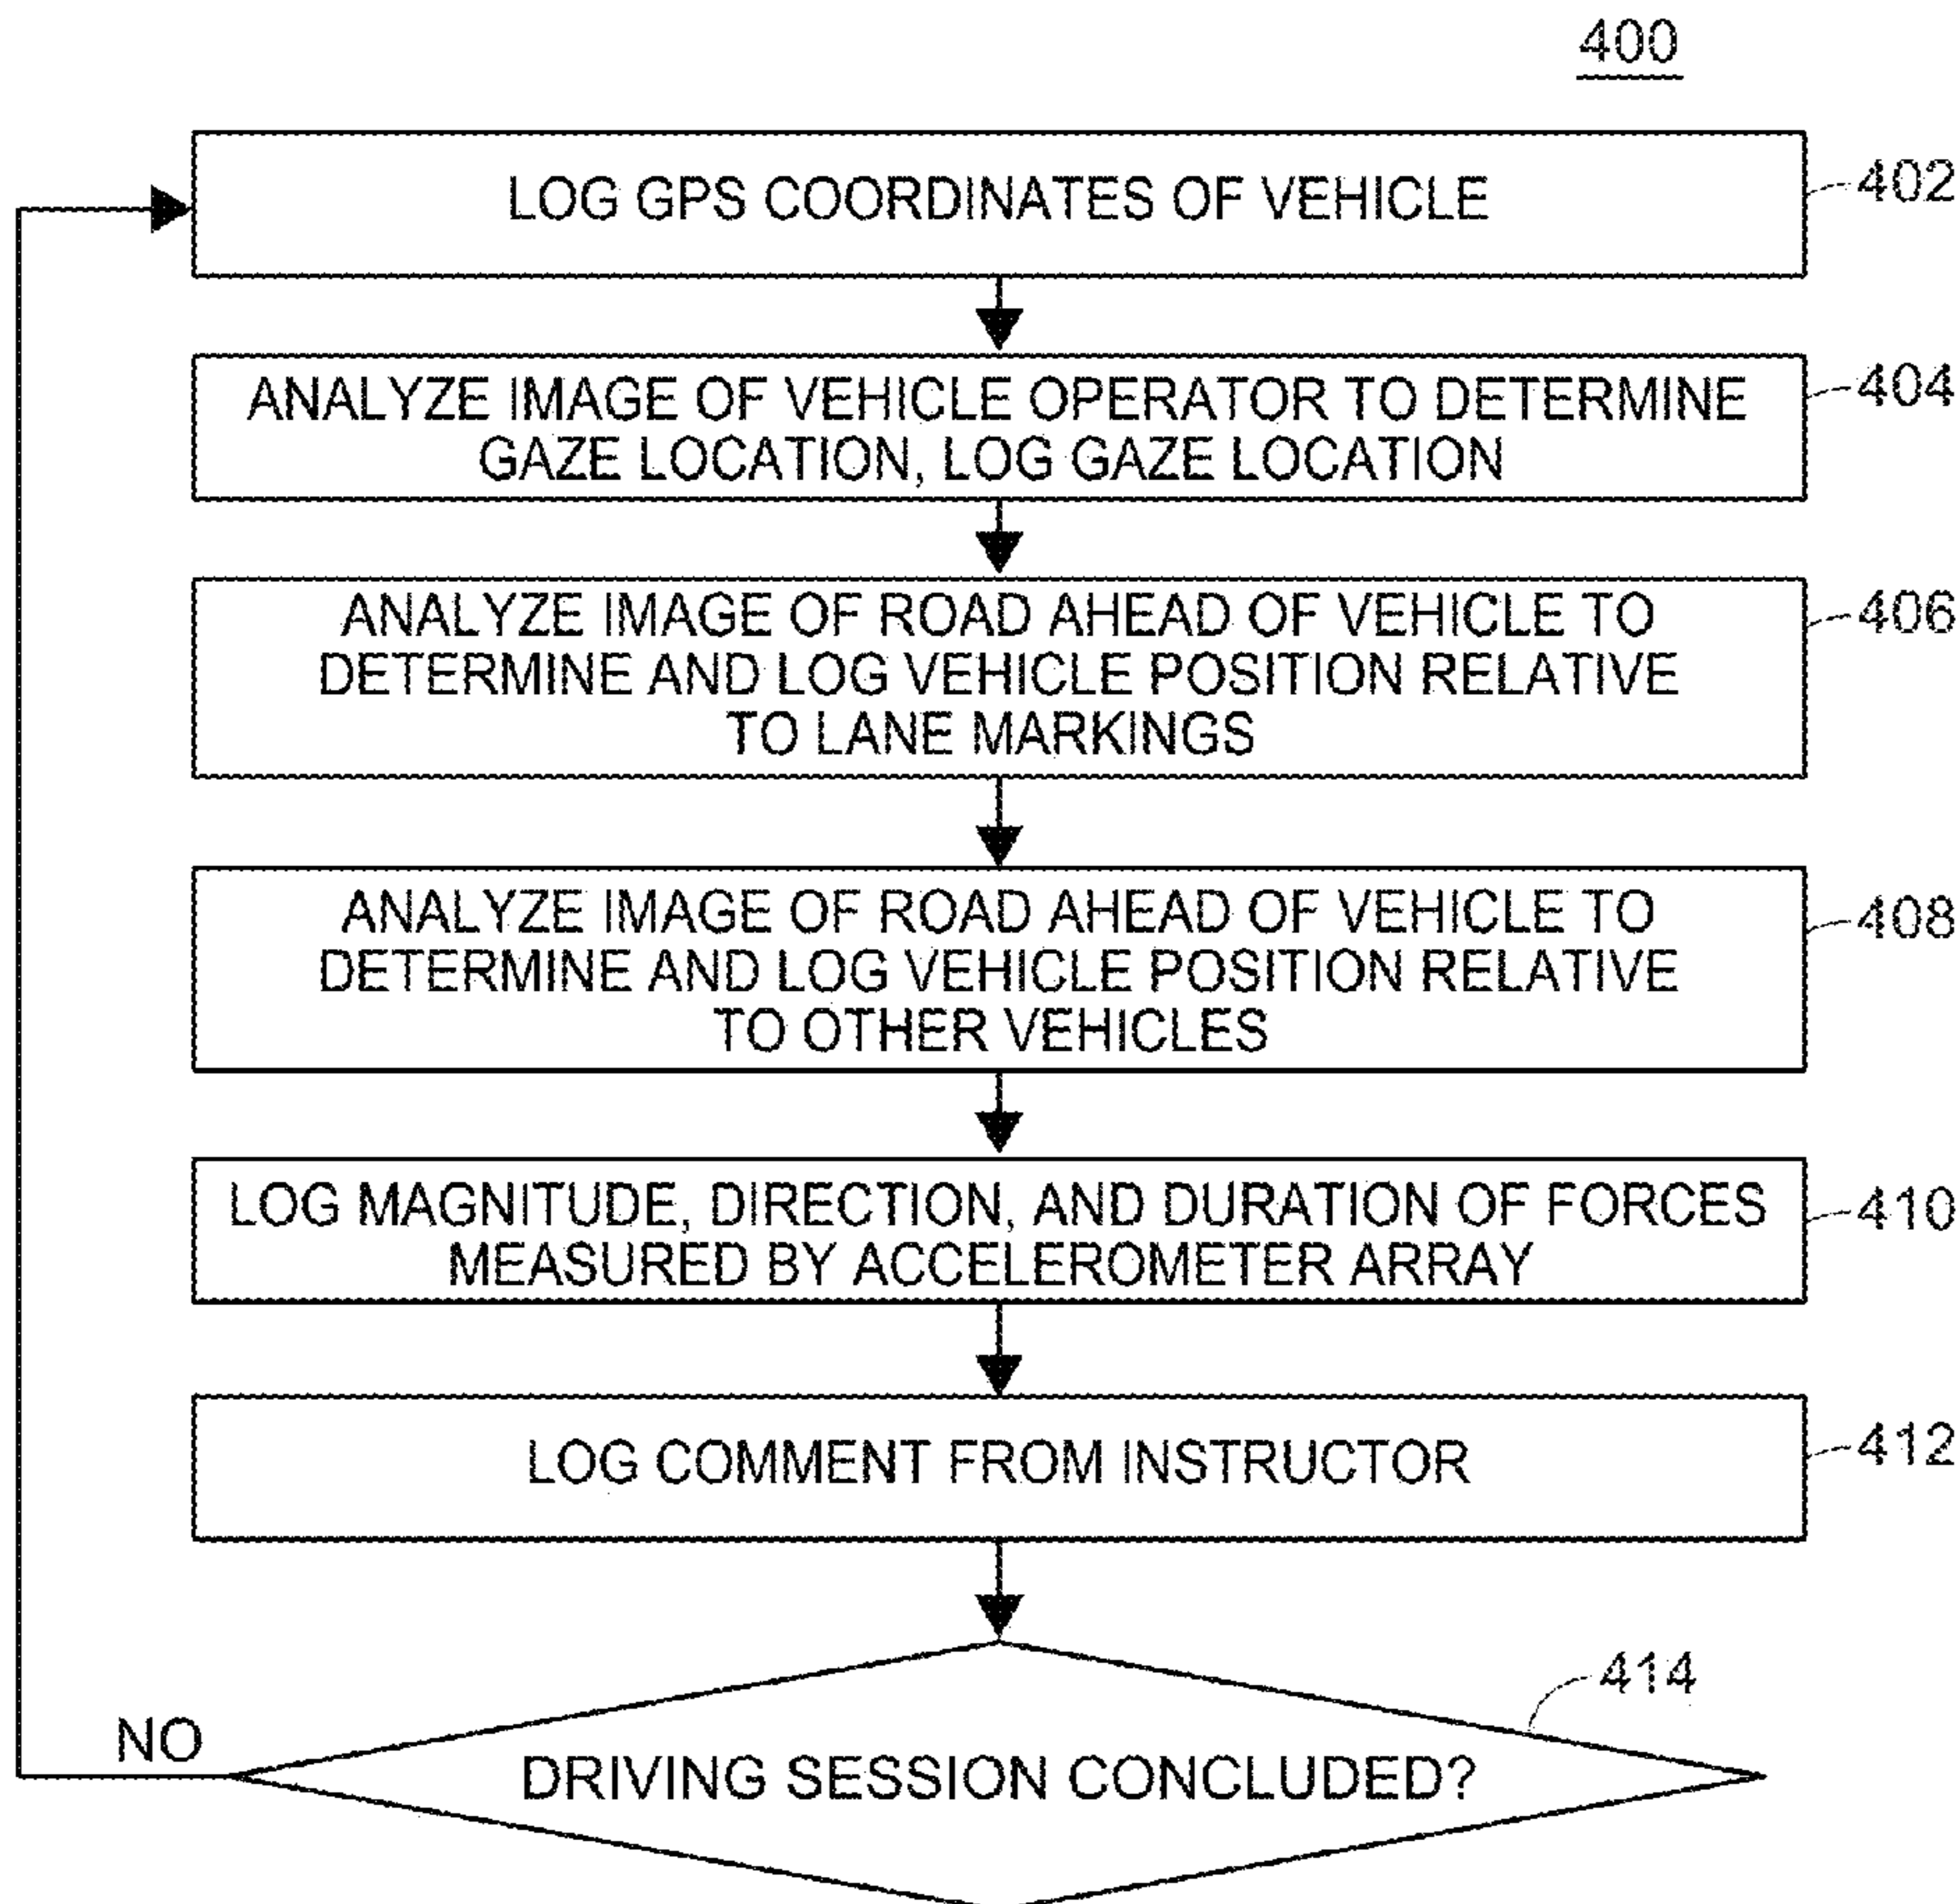 400
LOG GPS COORDINATES OF VEHICLE
402
ANALYZE IMAGE OF VEHICLE OPERATOR TO DETERMINE
GAZE LOCATION, LOG GAZE LOCATION
404
ANALYZE IMAGE OF ROAD AHEAD OF VEHICLE TO
DETERMINE AND LOG VEHICLE POSITION RELATIVE
TO LANE MARKINGS
406
ANALYZE IMAGE OF ROAD AHEAD OF VEHICLE TO
DETERMINE AND LOG VEHICLE POSITION RELATIVE
TO OTHER VEHICLES
408
LOG MAGNITUDE, DIRECTION, AND DURATION OF FORCES
MEASURED BY ACCELEROMETER ARRAY
410
LOG COMMENT FROM INSTRUCTOR
412
414
NO
DRIVING SESSION CONCLUDED?